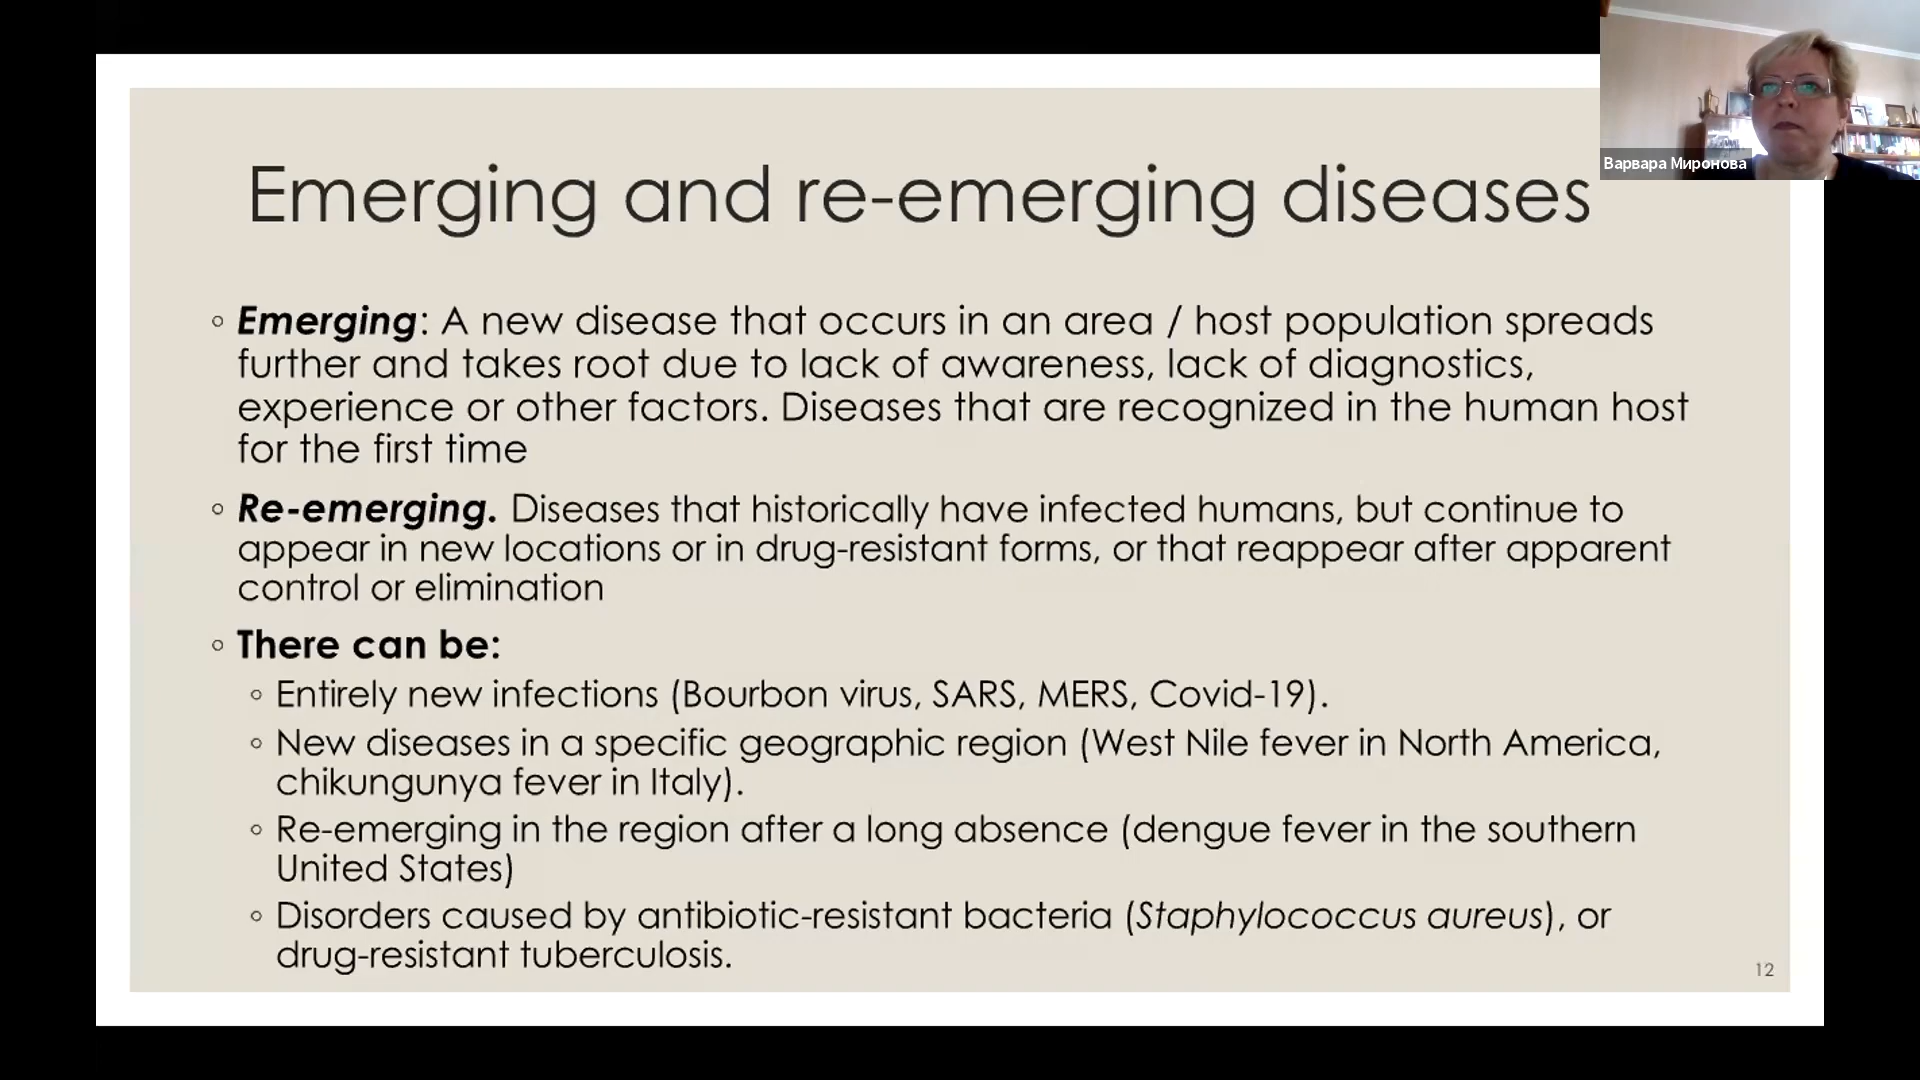 Варвара Миронова
Emerging and re-emerging diseases
◦ Emerging: A new disease that occurs in an area / host population spreads
further and takes root due to lack of awareness, lack of diagnostics,
experience or other factors. Diseases that are recognized in the human host
for the first time
◦ Re-emerging. Diseases that historically have infected humans, but continue to
appear in new locations or in drug-resistant forms, or that reappear after apparent
control or elimination
◦ There can be:
◦ Entirely new infections (Bourbon virus, SARS, MERS, Covid-19).
◦ New diseases in a specific geographic region (West Nile fever in North America,
chikungunya fever in Italy).
◦ Re-emerging in the region after a long absence (dengue fever in the southern
United States)
◦ Disorders caused by antibiotic-resistant bacteria (Staphylococcus aureus), or
drug-resistant tuberculosis.
12